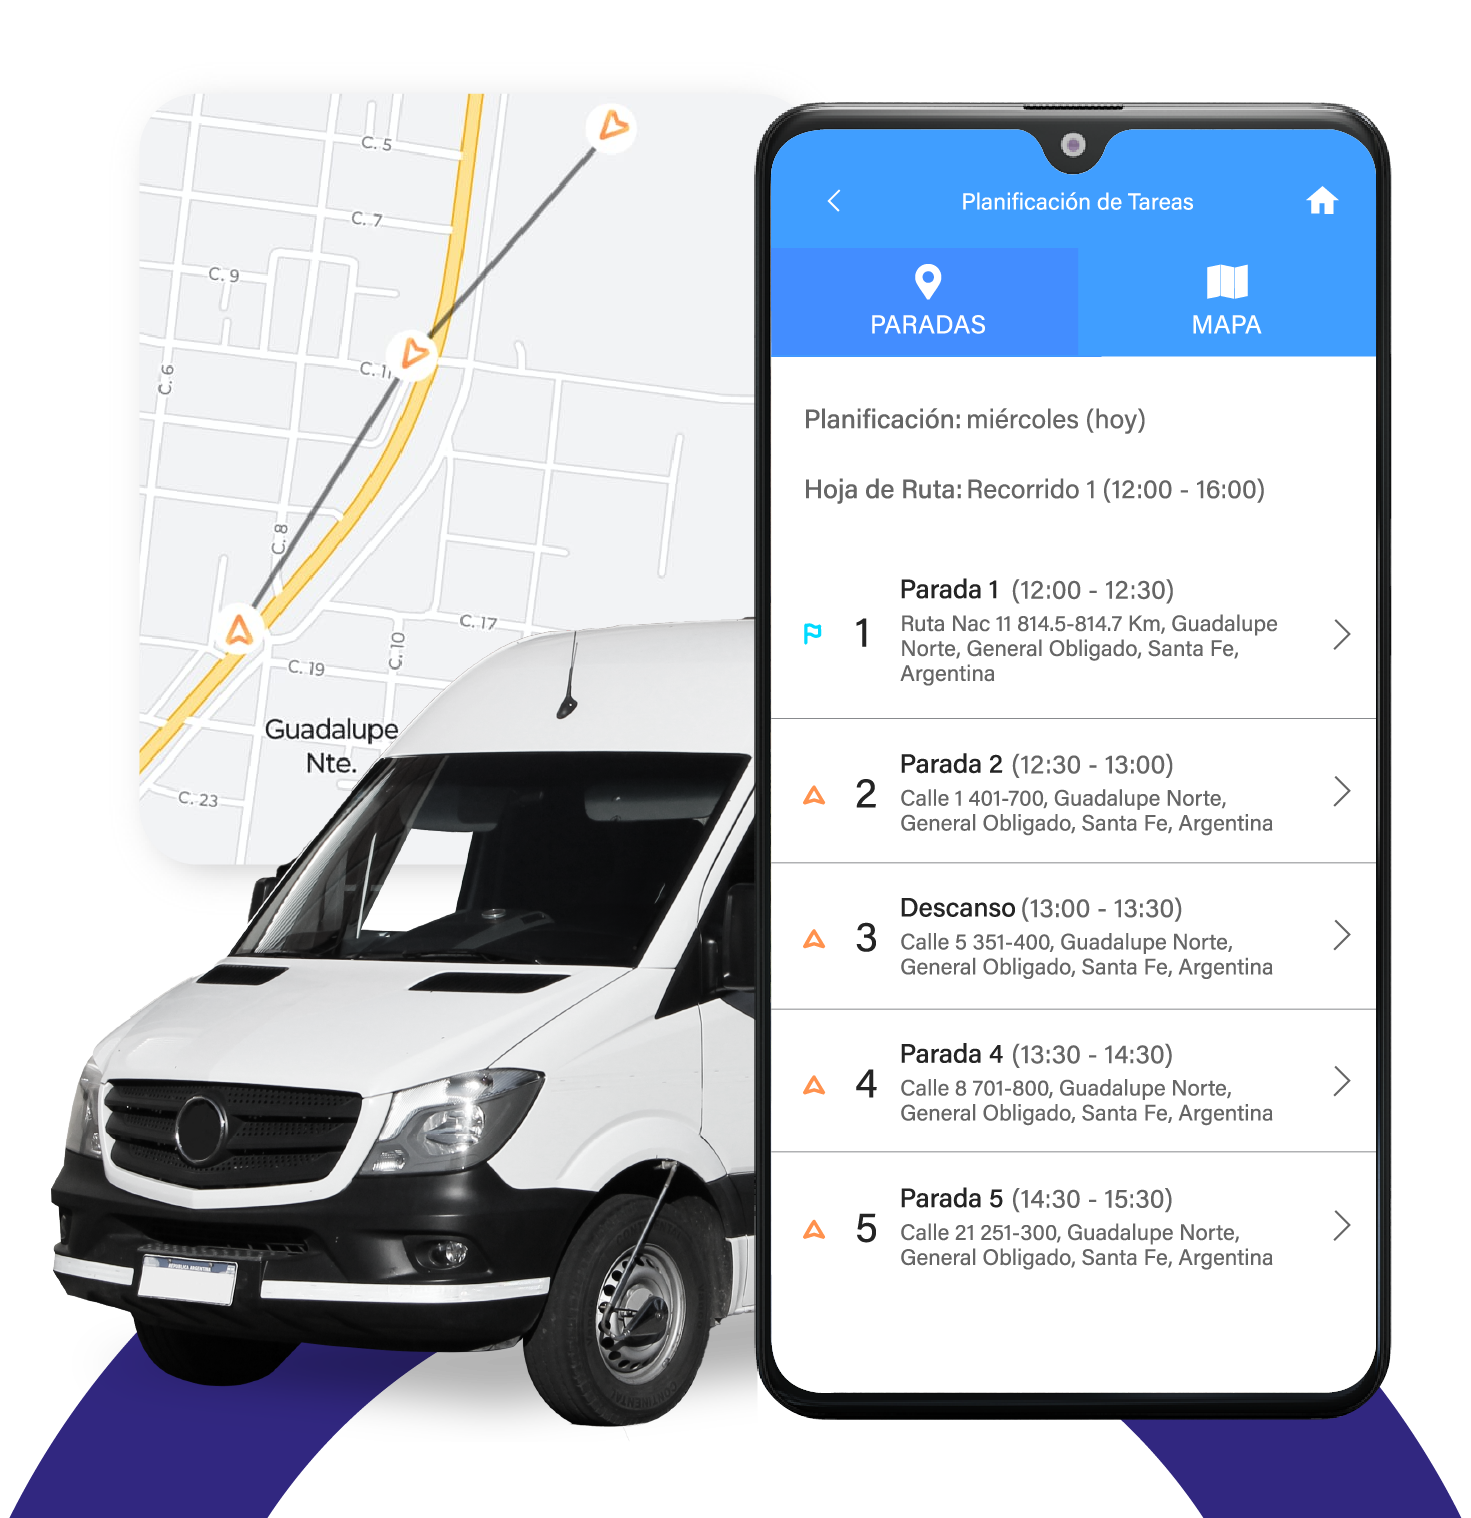 C. 5
C. 7
C. 9
C. 6
C. 8
C. 10
C. 17
C. 19
Guadalupe
Nte.
C. 23
REPUBLICA ARGENTINA
CONTINENTAL
Planificación de Tareas
PARADAS
MAPA
Planificación: miércoles (hoy)
Hoja de Ruta: Recorrido 1 (12:00 - 16:00)
Parada 1 (12:00 - 12:30)
1
Ruta Nac 11 814.5-814.7 Km, Guadalupe
Norte, General Obligado, Santa Fe,
Argentina
Parada 2 (12:30 - 13:00)
2
Calle 1 401-700, Guadalupe Norte,
General Obligado, Santa Fe, Argentina
Descanso (13:00 - 13:30)
3
Calle 5 351-400, Guadalupe Norte,
General Obligado, Santa Fe, Argentina
Parada 4 (13:30 - 14:30)
4
Calle 8 701-800, Guadalupe Norte,
General Obligado, Santa Fe, Argentina
Parada 5 (14:30 - 15:30)
5
Calle 21 251-300, Guadalupe Norte,
General Obligado, Santa Fe, Argentina